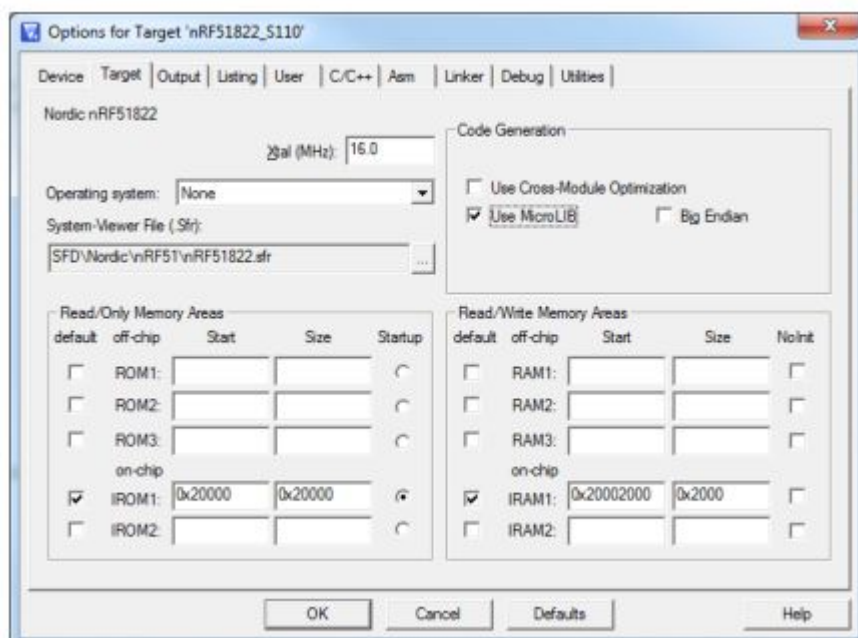 Options for Target 'nRF51822_S110'
Device Target Output Listing User C/C++ Asm Linker Debug Utilities
Nordic nRF51822
Xtal (MHz): 16.0
Operating system: None
System-Viewer File (.Sfr):
SFD\Nordic\nRF51\nRF51822.sfr ...
Code Generation
Use Cross-Module Optimization
Use MicroLIB Big Endian
Read/Only Memory Areas
default off-chip Start Size Startup
ROM1:
ROM2:
ROM3:
on-chip
IROM1: 0x20000 0x20000
IROM2:
Read/Write Memory Areas
default off-chip Start Size NoInit
RAM1:
RAM2:
RAM3:
on-chip
IRAM1: 0x20002000 0x2000
IRAM2:
OK Cancel Defaults Help